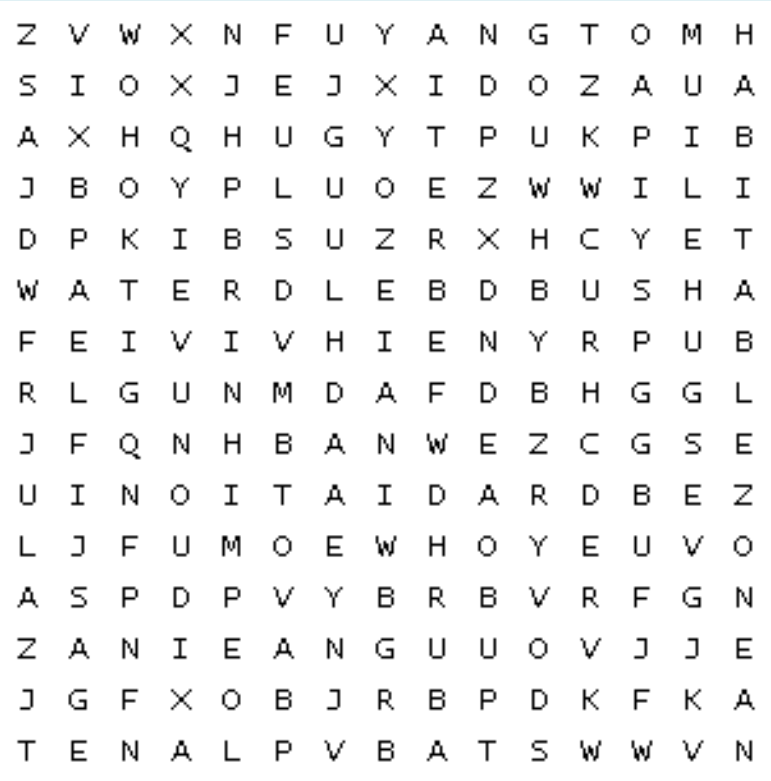 Z V W X N F U Y A N G T O M H
S I O X J E J X I D O Z A U A
A X H Q H U G Y T P U K P I B
J B O Y P L U O E Z W W I L I
D P K I B S U Z R X H C Y E T
W A T E R D L E B D B U S H A
F E I V I V H I E N Y R P U B
R L G U N M D A F D B H G G L
J F Q N H B A N W E Z C G S E
U I N O I T A I D A R D B E Z
L J F U M O E W H O Y E U V O
A S P D P V Y B R B V R F G N
Z A N I E A N G U U O V J J E
J G F X O B J R B P D K F K A
T E N A L P V B A T S W W V N